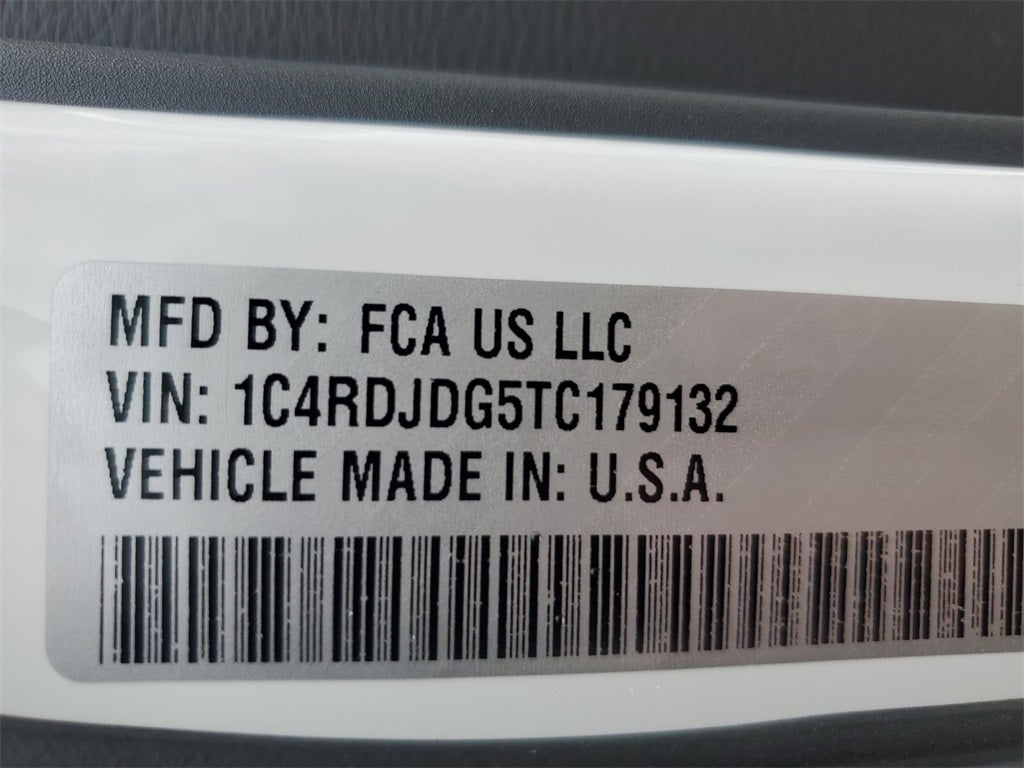 MFD BY: FCA US LLC
VIN: 1C4RDJDG5TC179132
VEHICLE MADE IN: U.S.A.